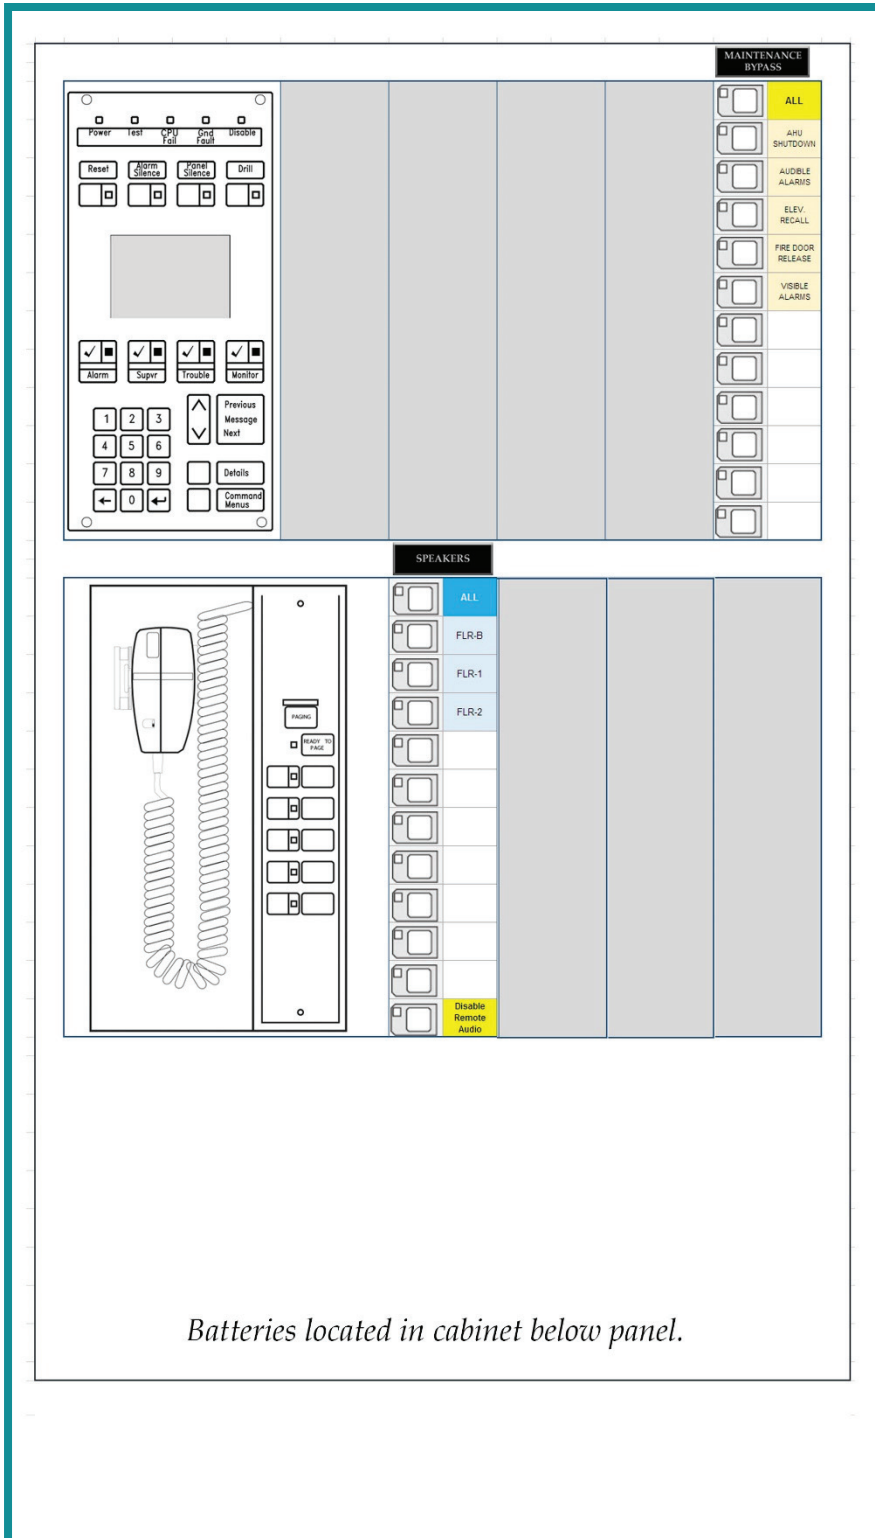 MAINTENANCE
BYPASS
ALL
AHU
SHUTDOWN
AUDIBLE
ALARMS
ELEV.
RECALL
FIRE DOOR
RELEASE
VISIBLE
ALARMS
Power Test CPU Fail Gnd Fault Disable
Reset Alarm Silence Panel Silence Drill
Alarm Supvr Trouble Monitor
Previous
Message
Next
1 2 3
4 5 6
7 8 9
0
Details
Command
Menus
SPEAKERS
ALL
FLR-B
FLR-1
FLR-2
Disable
Remote
Audio
PAGING
READY TO
PAGE
Batteries located in cabinet below panel.